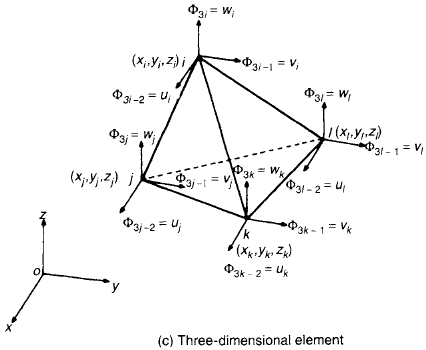 Φ3i = wi
(xi, yi, zi) i
Φ3i−1 = vi
Φ3i−2 = ui
Φ3l = wl
Φ3j = wj
l (xl, yl, zl)
Φ3l−1 = vl
Φ3k = wk
(xj, yj, zj) j
Φ3j−1 = vj
Φ3l−2 = ul
Φ3j−2 = uj
Φ3k−1 = vk
k
(xk, yk, zk)
Φ3k−2 = uk
z
o
y
x
(c) Three-dimensional element